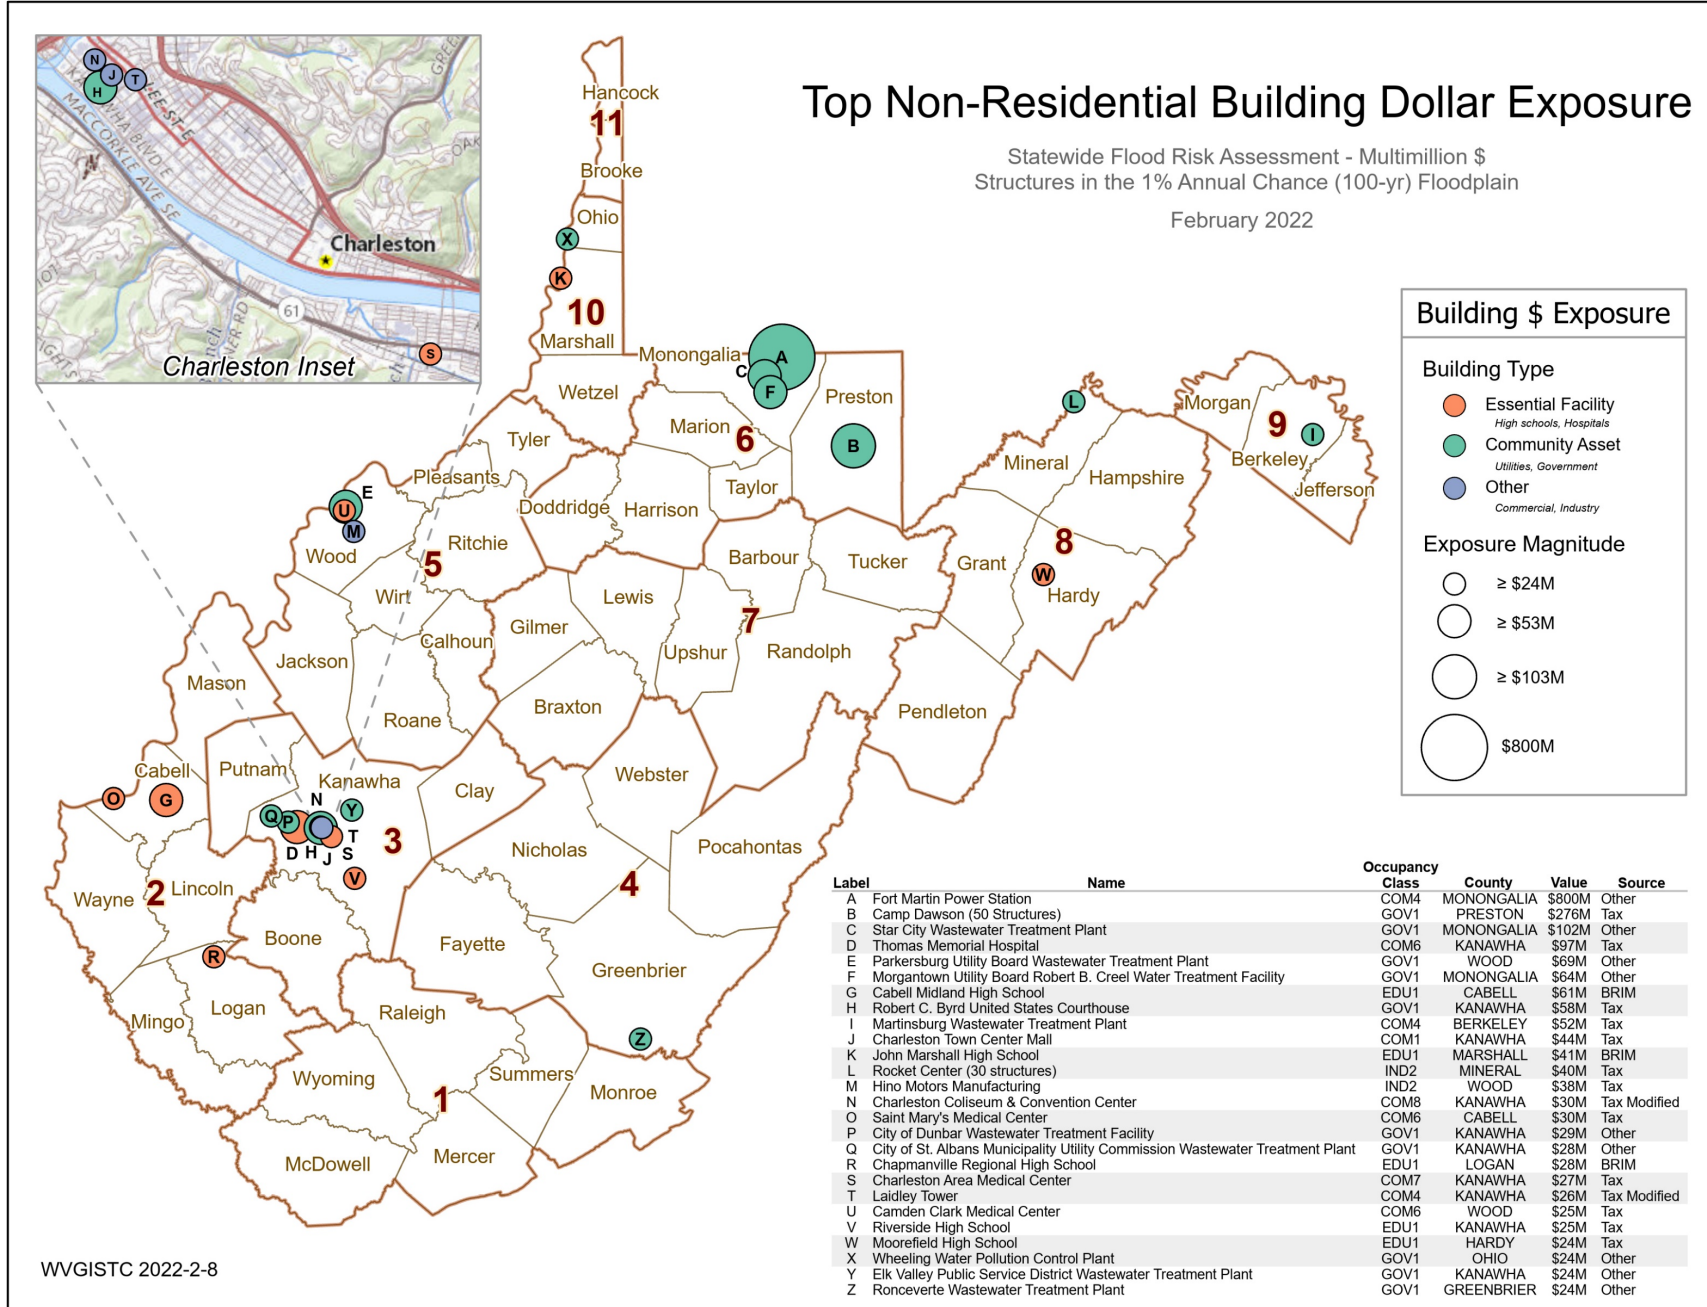 Top Non-Residential Building Dollar Exposure
Statewide Flood Risk Assessment - Multimillion $
Structures in the 1% Annual Chance (100-yr) Floodplain
February 2022
N
J
T
H
LEE ST E
KANAWHA BLVD
MACCORKLE AVE SE
Charleston
61
S
Charleston Inset
Hancock
11
Brooke
Ohio
X
K
10
Marshall
Monongalia
A
C
F
Wetzel
Preston
Marion
6
B
Tyler
Pleasants
Taylor
Doddridge
Harrison
L
Morgan
9
I
Berkeley
Jefferson
Mineral
Hampshire
E
U
M
Wood
5
Ritchie
Barbour
Tucker
Grant
8
W
Hardy
Wirt
Calhoun
Gilmer
Lewis
7
Upshur
Randolph
Jackson
Mason
Roane
Braxton
Pendleton
Cabell
Putnam
Kanawha
Clay
Webster
O
G
N
Q
P
Y
T
D
H
J
S
3
V
Nicholas
Pocahontas
Wayne
2
Lincoln
4
Boone
Fayette
Greenbrier
R
Logan
Mingo
Raleigh
Z
Wyoming
Summers
1
Monroe
McDowell
Mercer
Building $ Exposure
Building Type
Essential Facility
High schools, Hospitals
Community Asset
Utilities, Government
Other
Commercial, Industry
Exposure Magnitude
≥ $24M
≥ $53M
≥ $103M
$800M
Label Name Occupancy Class County Value Source
A Fort Martin Power Station COM4 MONONGALIA $800M Other
B Camp Dawson (50 Structures) GOV1 PRESTON $276M Tax
C Star City Wastewater Treatment Plant GOV1 MONONGALIA $102M Other
D Thomas Memorial Hospital COM6 KANAWHA $97M Tax
E Parkersburg Utility Board Wastewater Treatment Plant GOV1 WOOD $69M Other
F Morgantown Utility Board Robert B. Creel Water Treatment Facility GOV1 MONONGALIA $64M Other
G Cabell Midland High School EDU1 CABELL $61M BRIM
H Robert C. Byrd United States Courthouse GOV1 KANAWHA $58M Tax
I Martinsburg Wastewater Treatment Plant COM4 BERKELEY $52M Tax
J Charleston Town Center Mall COM1 KANAWHA $44M Tax
K John Marshall High School EDU1 MARSHALL $41M BRIM
L Rocket Center (30 structures) IND2 MINERAL $40M Tax
M Hino Motors Manufacturing IND2 WOOD $38M Tax
N Charleston Coliseum & Convention Center COM8 KANAWHA $30M Tax Modified
O Saint Mary's Medical Center COM6 CABELL $30M Tax
P City of Dunbar Wastewater Treatment Facility GOV1 KANAWHA $29M Other
Q City of St. Albans Municipality Utility Commission Wastewater Treatment Plant GOV1 KANAWHA $28M Other
R Chapmanville Regional High School EDU1 LOGAN $28M BRIM
S Charleston Area Medical Center COM7 KANAWHA $27M Tax
T Laidley Tower COM4 KANAWHA $26M Tax Modified
U Camden Clark Medical Center COM6 WOOD $25M Tax
V Riverside High School EDU1 KANAWHA $25M Tax
W Moorefield High School EDU1 HARDY $24M Tax
X Wheeling Water Pollution Control Plant GOV1 OHIO $24M Other
Y Elk Valley Public Service District Wastewater Treatment Plant GOV1 KANAWHA $24M Other
Z Ronceverte Wastewater Treatment Plant GOV1 GREENBRIER $24M Other
WVGISTC 2022-2-8